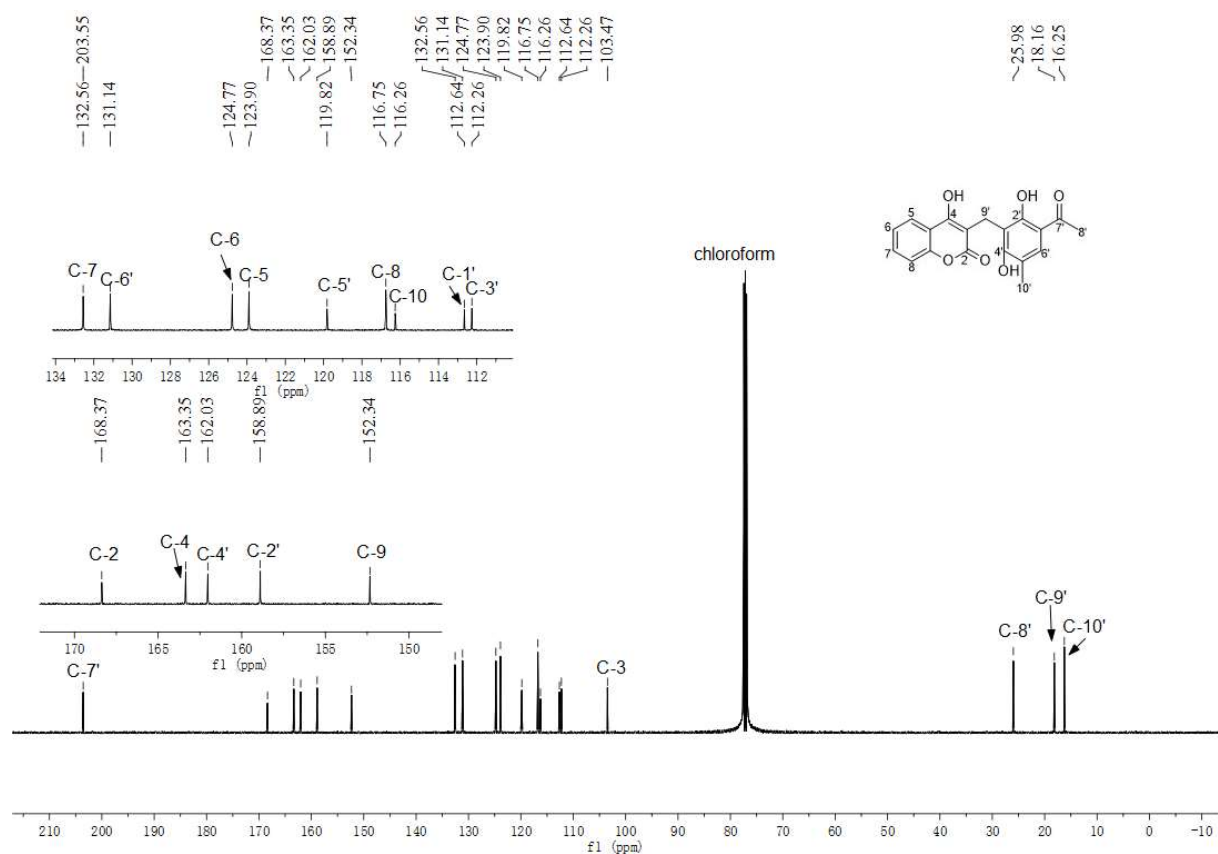 203.55
168.37
163.35
162.03
158.89
152.34
132.56
131.14
124.77
123.90
119.82
116.75
116.26
112.64
112.26
103.47
25.98
18.16
16.25
132.56
131.14
124.77
123.90
119.82
116.75
116.26
112.64
112.26
C-7
C-6'
C-6
C-5
C-5'
C-8
C-10
C-1'
C-3'
134 132 130 128 126 124 122 120 118 116 114 112
f1 (ppm)
168.37
163.35
162.03
158.89
152.34
C-2
C-4
C-4'
C-2'
C-9
170 165 160 155 150
f1 (ppm)
OH OH O
5 4 9' 2' 7' 8'
6 7 8 O 2 O 4' OH 6' 10'
chloroform
C-7'
C-3
C-8'
C-9'
C-10'
210 200 190 180 170 160 150 140 130 120 110 100 90 80 70 60 50 40 30 20 10 0 -10
f1 (ppm)